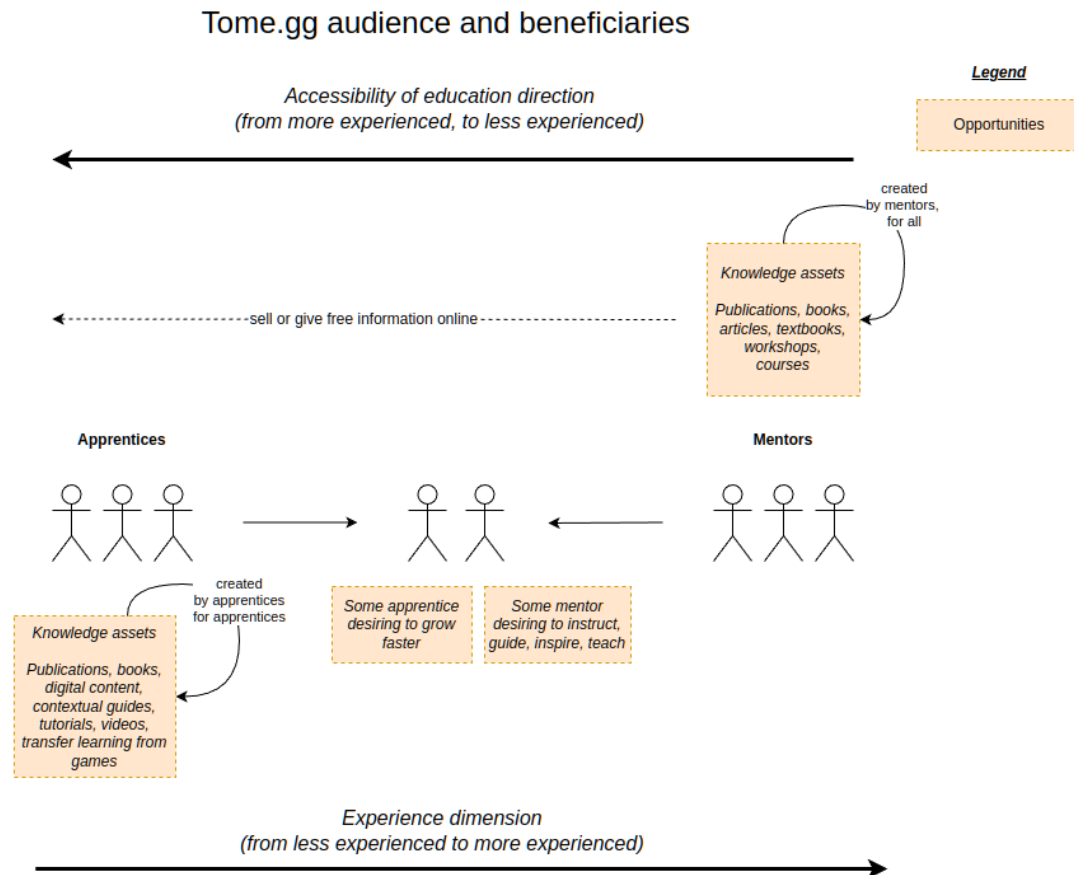 Tome.gg audience and beneficiaries
Legend
Accessibility of education direction
(from more experienced, to less experienced)
Opportunities
created
by mentors,
for all
Knowledge assets
Publications, books,
articles, textbooks,
workshops,
courses
sell or give free information online
Apprentices
Mentors
created
by apprentices
for apprentices
Some apprentice
desiring to grow
faster
Some mentor
desiring to instruct,
guide, inspire, teach
Knowledge assets
Publications, books,
digital content,
contextual guides,
tutorials, videos,
transfer learning from
games
Experience dimension
(from less experienced to more experienced)